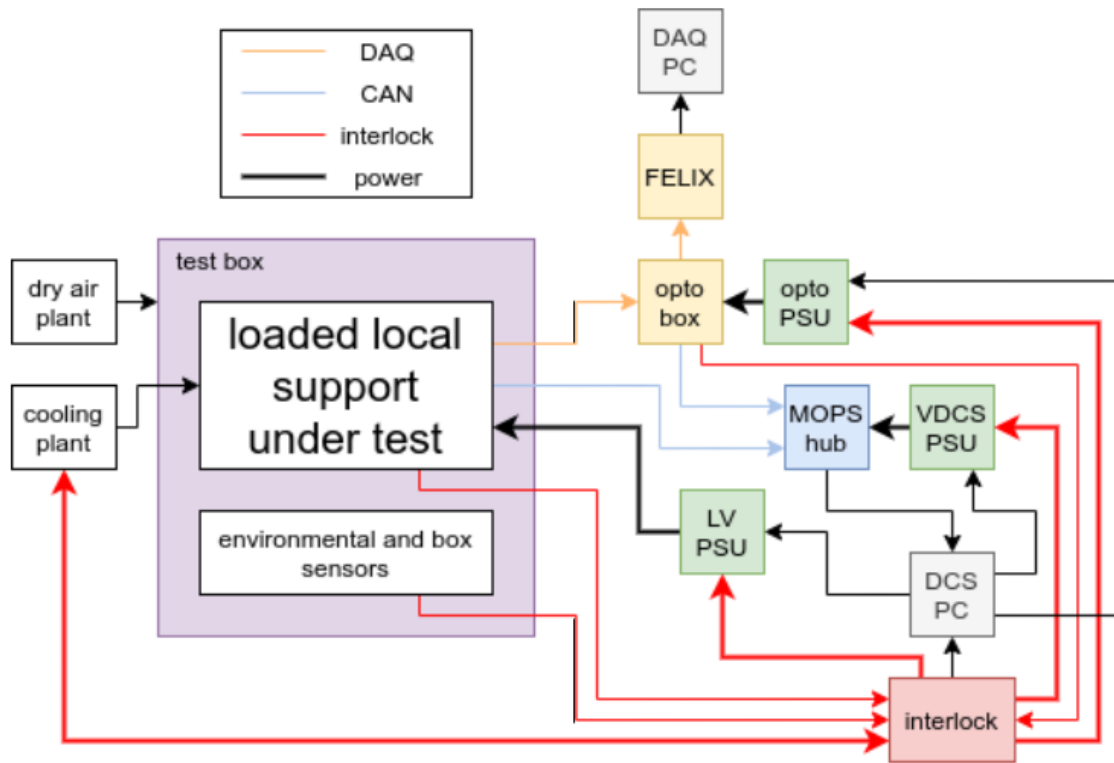 DAQ
CAN
interlock
power
DAQ
PC
FELIX
test box
dry air
plant
loaded local
support
under test
opto
box
opto
PSU
cooling
plant
MOPS
hub
VDCS
PSU
environmental and box
sensors
LV
PSU
DCS
PC
interlock